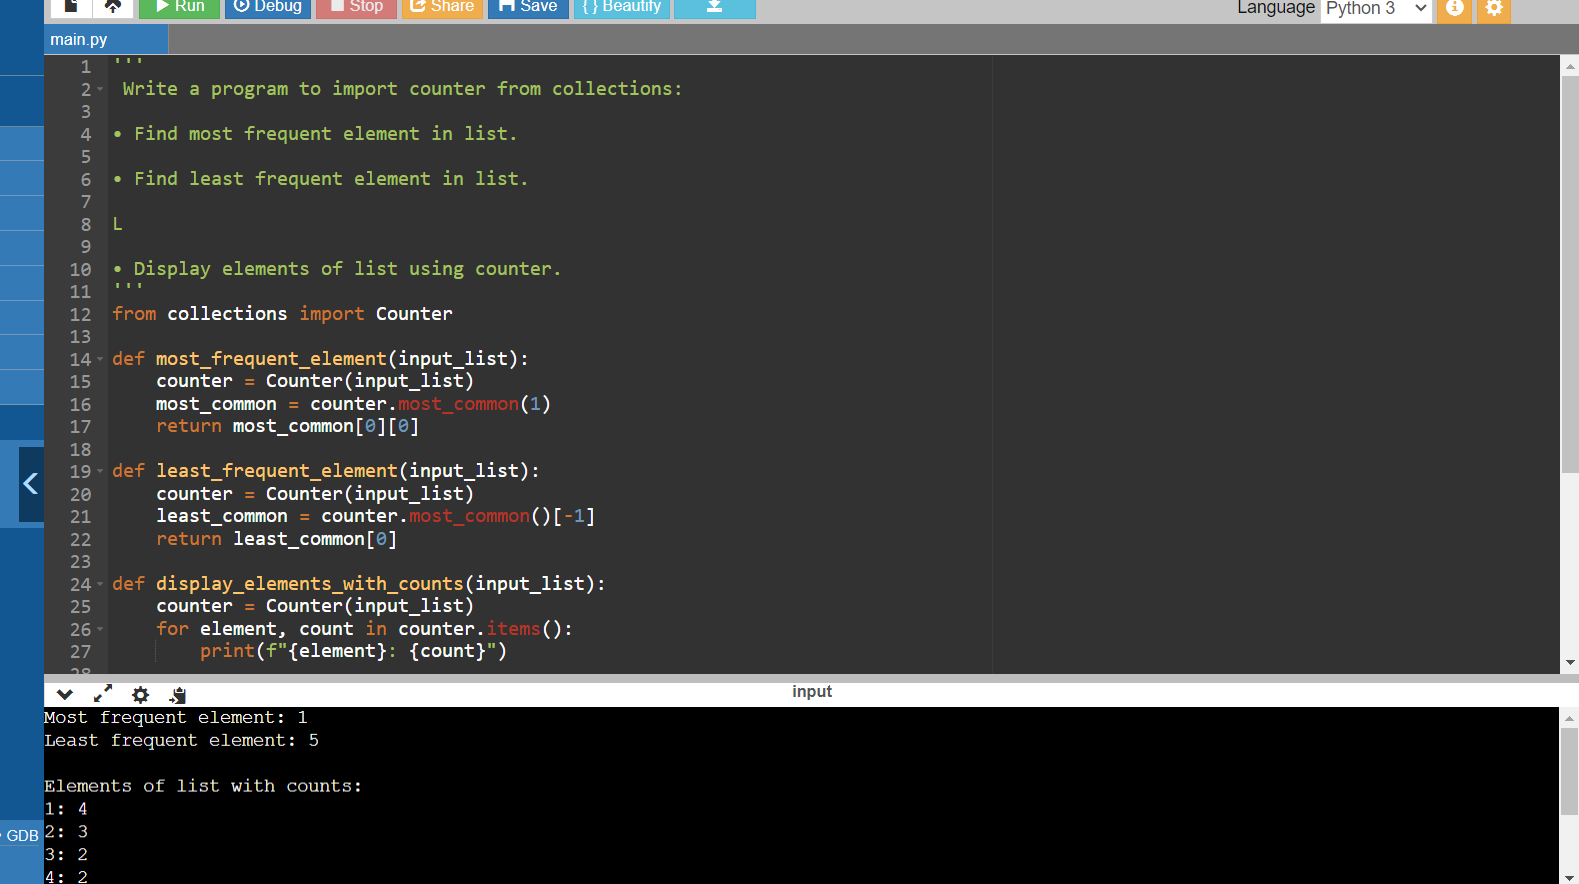 Run Debug Stop Share Save {} Beautify Language Python 3
main.py
1 '''
2 Write a program to import counter from collections:
3
4 • Find most frequent element in list.
5
6 • Find least frequent element in list.
7
8 L
9
10 • Display elements of list using counter.
11 '''
12 from collections import Counter
13
14 def most_frequent_element(input_list):
15     counter = Counter(input_list)
16     most_common = counter.most_common(1)
17     return most_common[0][0]
18
19 def least_frequent_element(input_list):
20     counter = Counter(input_list)
21     least_common = counter.most_common()[-1]
22     return least_common[0]
23
24 def display_elements_with_counts(input_list):
25     counter = Counter(input_list)
26     for element, count in counter.items():
27         print(f"{element}: {count}")
28
input
Most frequent element: 1
Least frequent element: 5
Elements of list with counts:
1: 4
GDB
2: 3
3: 2
4: 2